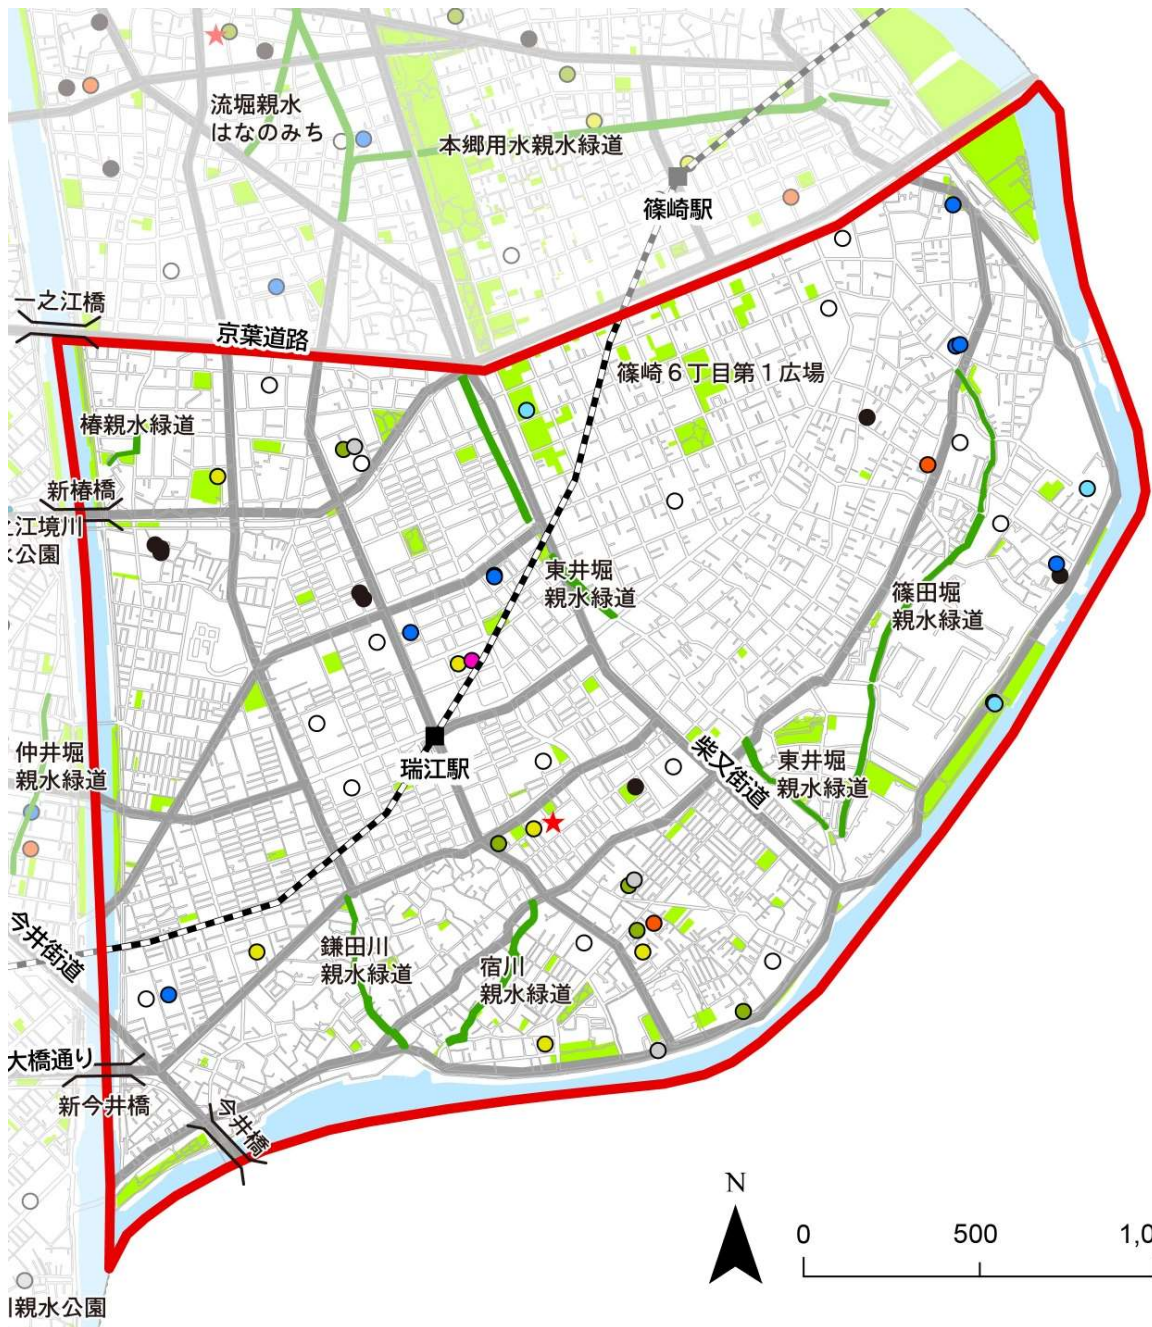 流堀親水
はなのみち
本郷用水親水緑道
篠崎駅
一之江橋
京葉道路
篠崎6丁目第1広場
椿親水緑道
新椿橋
之江境川
水公園
東井堀
親水緑道
篠田堀
親水緑道
仲井堀
親水緑道
瑞江駅
柴又街道
東井堀
親水緑道
今井街道
鎌田川
親水緑道
宿川
親水緑道
大橋通り
新今井橋
今井橋
N
0 500 1,0
川親水公園